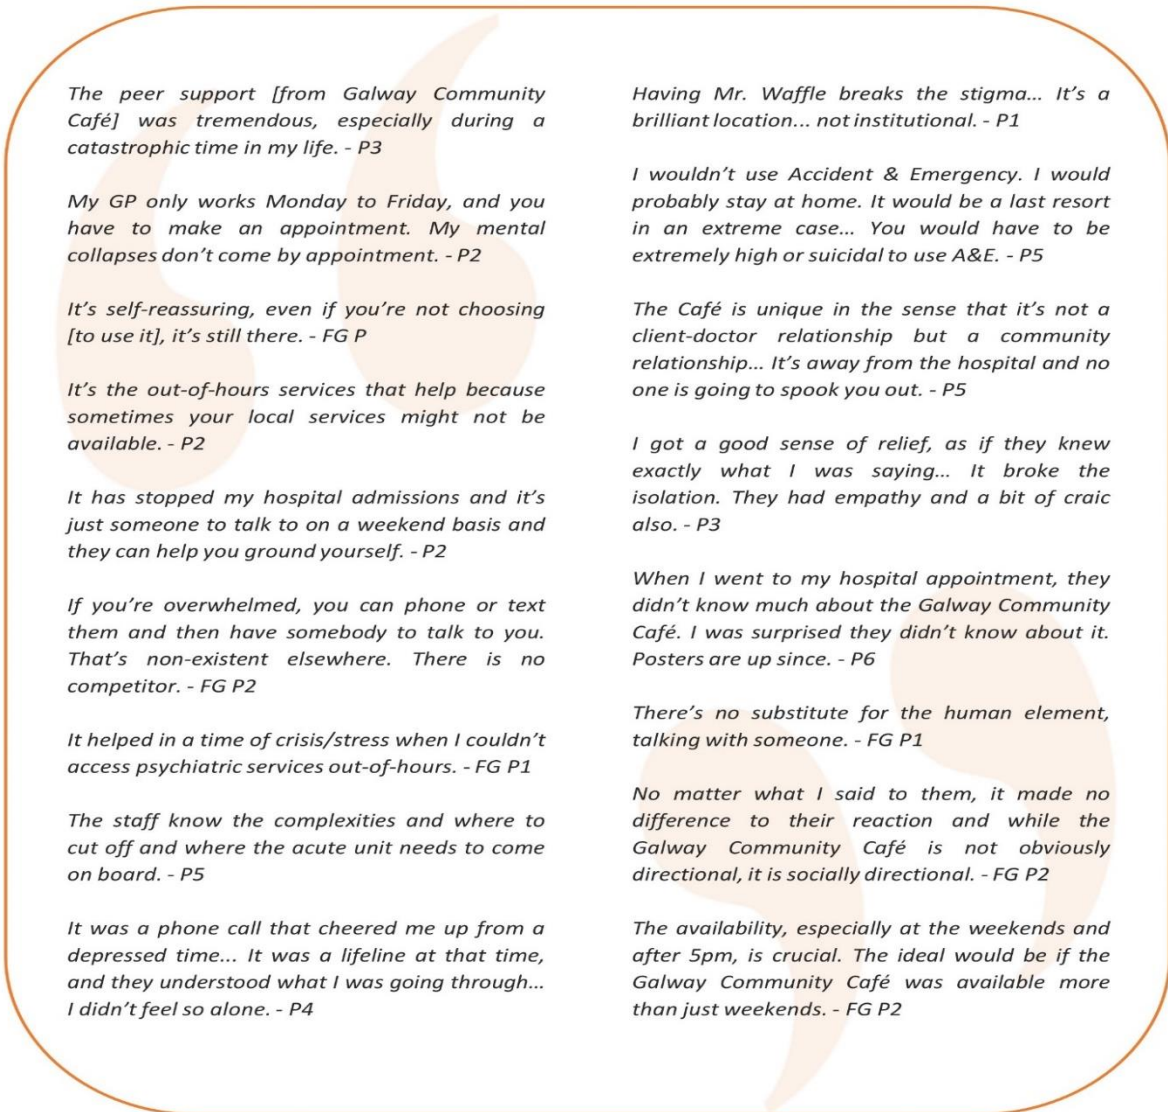 The peer support [from Galway Community
Café] was tremendous, especially during a
catastrophic time in my life. - P3
My GP only works Monday to Friday, and you
have to make an appointment. My mental
collapses don’t come by appointment. - P2
It’s self-reassuring, even if you’re not choosing
[to use it], it’s still there. - FG P
It’s the out-of-hours services that help because
sometimes your local services might not be
available. - P2
It has stopped my hospital admissions and it’s
just someone to talk to on a weekend basis and
they can help you ground yourself. - P2
If you’re overwhelmed, you can phone or text
them and then have somebody to talk to you.
That’s non-existent elsewhere. There is no
competitor. - FG P2
It helped in a time of crisis/stress when I couldn’t
access psychiatric services out-of-hours. - FG P1
The staff know the complexities and where to
cut off and where the acute unit needs to come
on board. - P5
It was a phone call that cheered me up from a
depressed time... It was a lifeline at that time,
and they understood what I was going through...
I didn’t feel so alone. - P4
Having Mr. Waffle breaks the stigma... It’s a
brilliant location... not institutional. - P1
I wouldn’t use Accident & Emergency. I would
probably stay at home. It would be a last resort
in an extreme case... You would have to be
extremely high or suicidal to use A&E. - P5
The Café is unique in the sense that it’s not a
client-doctor relationship but a community
relationship... It’s away from the hospital and no
one is going to spook you out. - P5
I got a good sense of relief, as if they knew
exactly what I was saying... It broke the
isolation. They had empathy and a bit of craic
also. - P3
When I went to my hospital appointment, they
didn’t know much about the Galway Community
Café. I was surprised they didn’t know about it.
Posters are up since. - P6
There’s no substitute for the human element,
talking with someone. - FG P1
No matter what I said to them, it made no
difference to their reaction and while the
Galway Community Café is not obviously
directional, it is socially directional. - FG P2
The availability, especially at the weekends and
after 5pm, is crucial. The ideal would be if the
Galway Community Café was available more
than just weekends. - FG P2